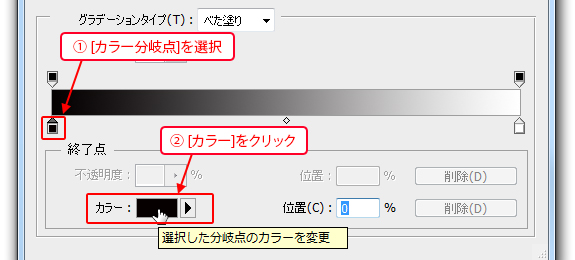 グラデーションタイプ(T)： べた塗り
① [カラー分岐点]を選択
② [カラー]をクリック
終了点
不透明度： % 位置： % 削除(D)
カラー： 位置(C)： 0 % 削除(D)
選択した分岐点のカラーを変更